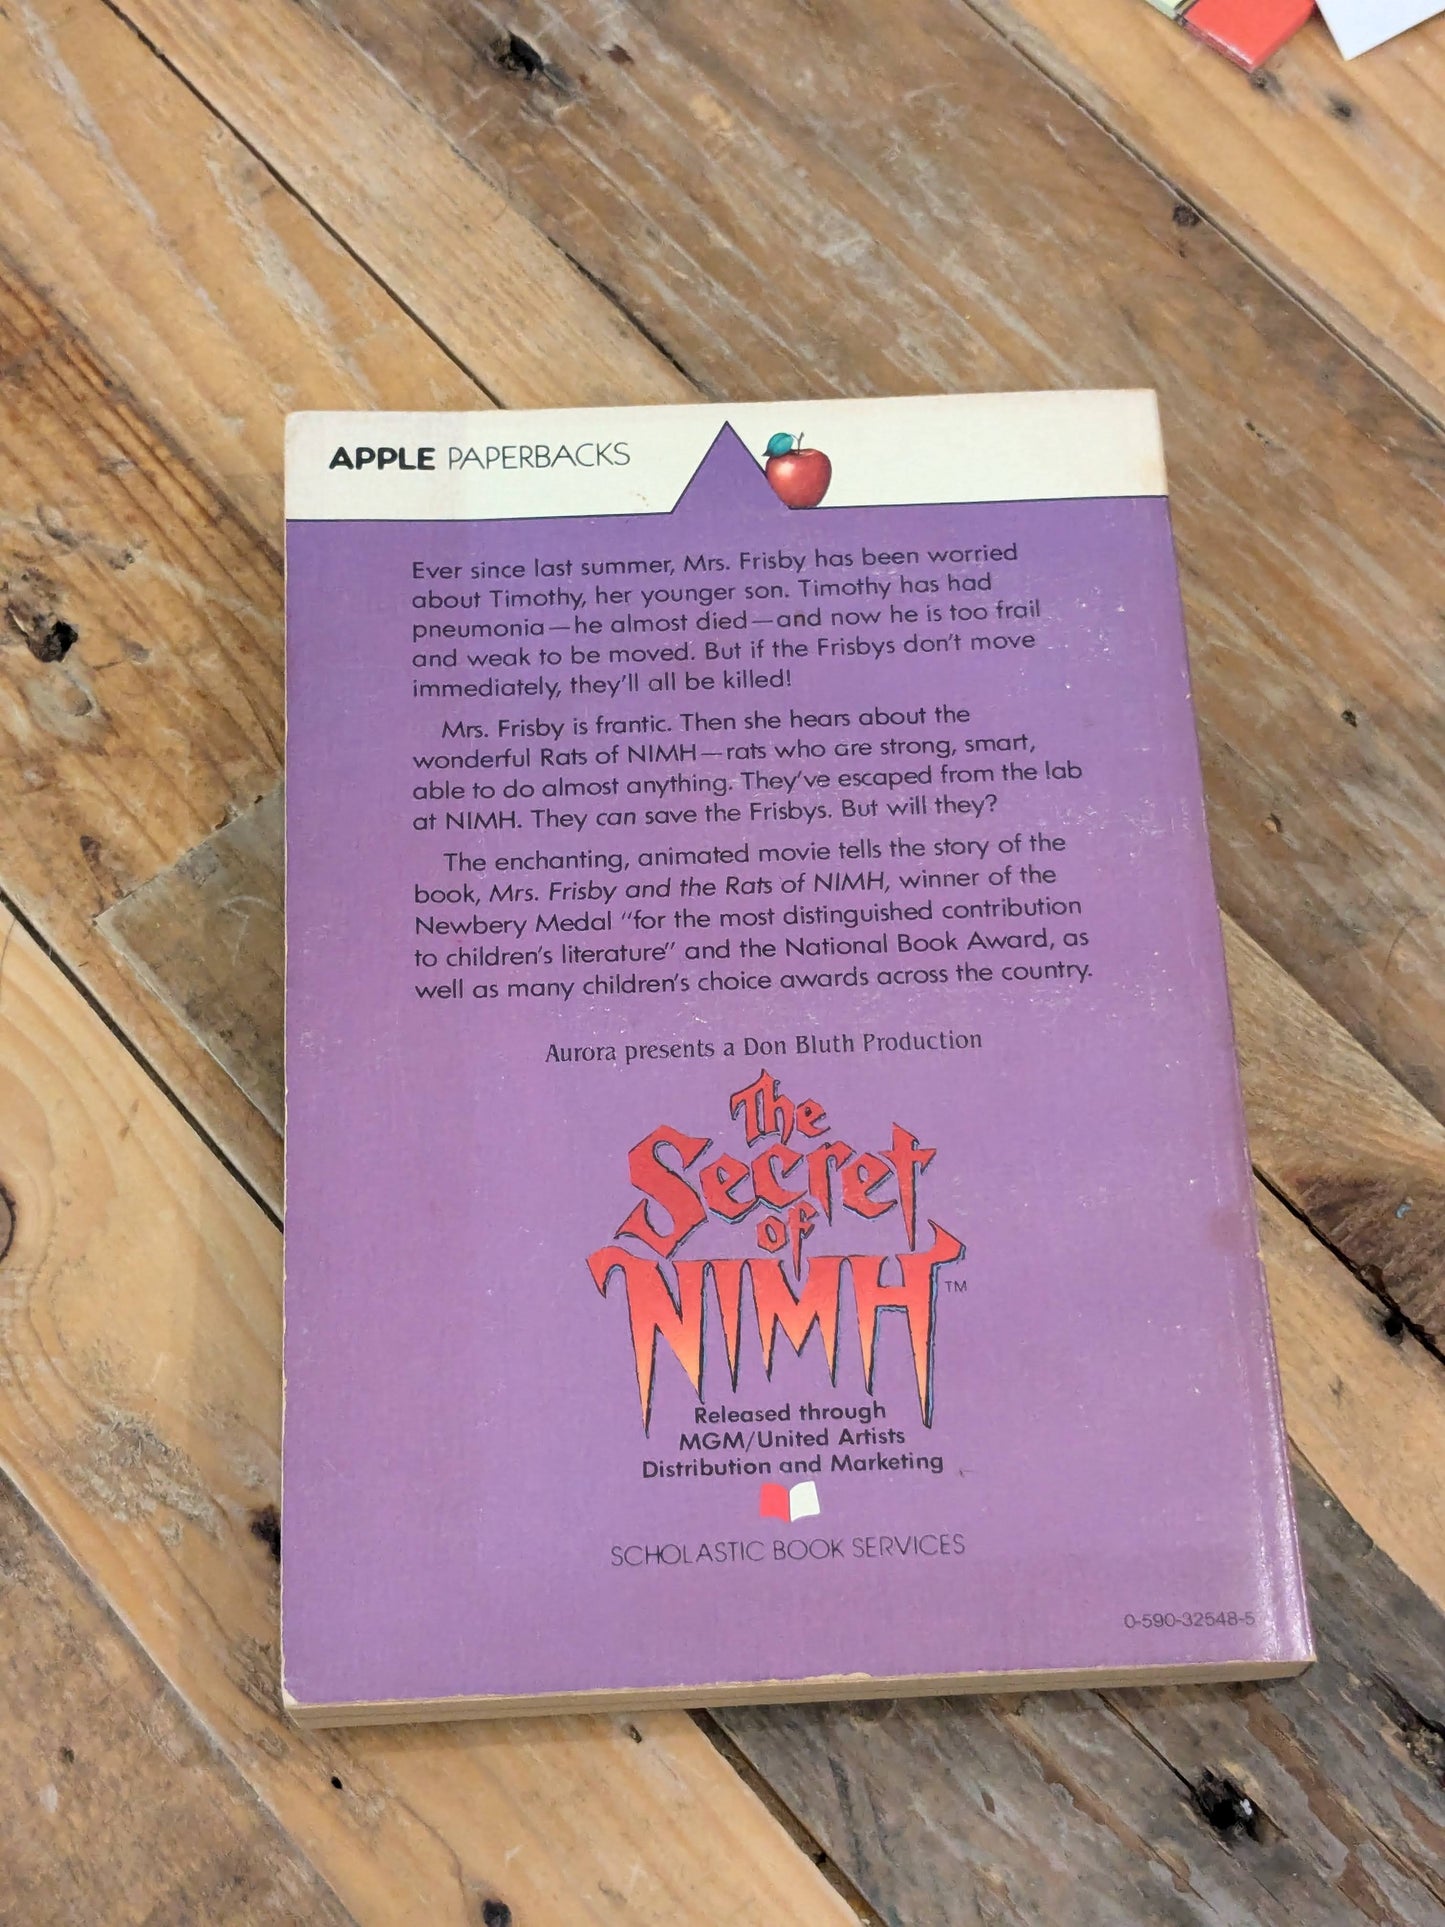 APPLE PAPERBACKS
Ever since last summer, Mrs. Frisby has been worried
about Timothy, her younger son. Timothy has had
pneumonia—he almost died—and now he is too frail
and weak to be moved. But if the Frisbys don't move
immediately, they'll all be killed!
Mrs. Frisby is frantic. Then she hears about the
wonderful Rats of NIMH—rats who are strong, smart,
able to do almost anything. They've escaped from the lab
at NIMH. They can save the Frisbys. But will they?
The enchanting, animated movie tells the story of the
book, Mrs. Frisby and the Rats of NIMH, winner of the
Newbery Medal "for the most distinguished contribution
to children's literature" and the National Book Award, as
well as many children's choice awards across the country.
Aurora presents a Don Bluth Production
The
Secret
of
NIMH™
Released through
MGM/United Artists
Distribution and Marketing
SCHOLASTIC BOOK SERVICES
0-590-32548-5